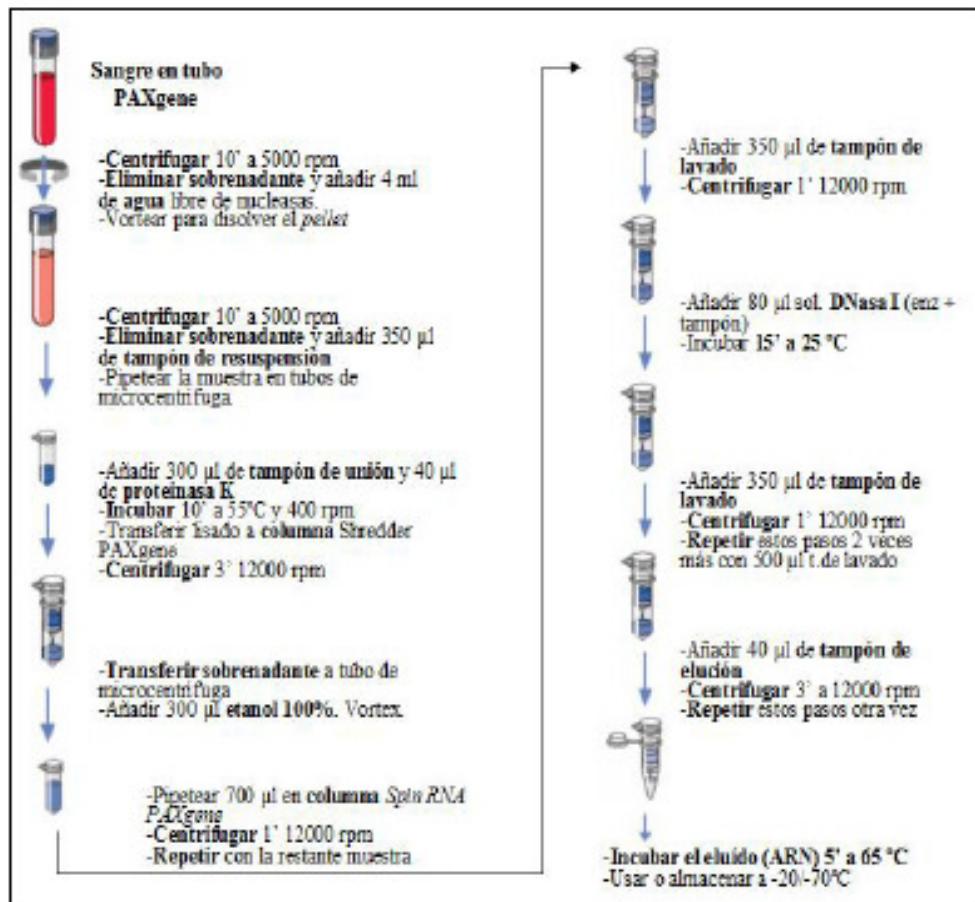 Sangre en tubo
PAXgene
-Centrifugar 10' a 5000 rpm
-Eliminar sobrenadante y añadir 4 ml
de agua libre de nucleasas.
-Vortear para disolver el pellet
-Centrifugar 10' a 5000 rpm
-Eliminar sobrenadante y añadir 350 µl
de tampón de resuspensión
-Pipetear la muestra en tubos de
microcentrifuga
-Añadir 300 µl de tampón de unión y 40 µl
de proteinasa K
-Incubar 10' a 55ºC y 400 rpm
-Transferir lisado a columna Shredder
PAXgene
-Centrifugar 3' 12000 rpm
-Transferir sobrenadante a tubo de
microcentrifuga
-Añadir 300 µl etanol 100%. Vortex.
-Pipetear 700 µl en columna Spin RNA
PAXgene
-Centrifugar 1' 12000 rpm
-Repetir con la restante muestra
-Añadir 350 µl de tampón de
lavado
-Centrifugar 1' 12000 rpm
-Añadir 80 µl sol. DNasa I (enz +
tampón)
-Incubar 15' a 25 ºC
-Añadir 350 µl de tampón de
lavado
-Centrifugar 1' 12000 rpm
-Repetir estos pasos 2 veces
más con 500 µl t. de lavado
-Añadir 40 µl de tampón de
elución
-Centrifugar 3' a 12000 rpm
-Repetir estos pasos otra vez
-Incubar el eluído (ARN) 5' a 65 ºC
-Usar o almacenar a -20/-70ºC